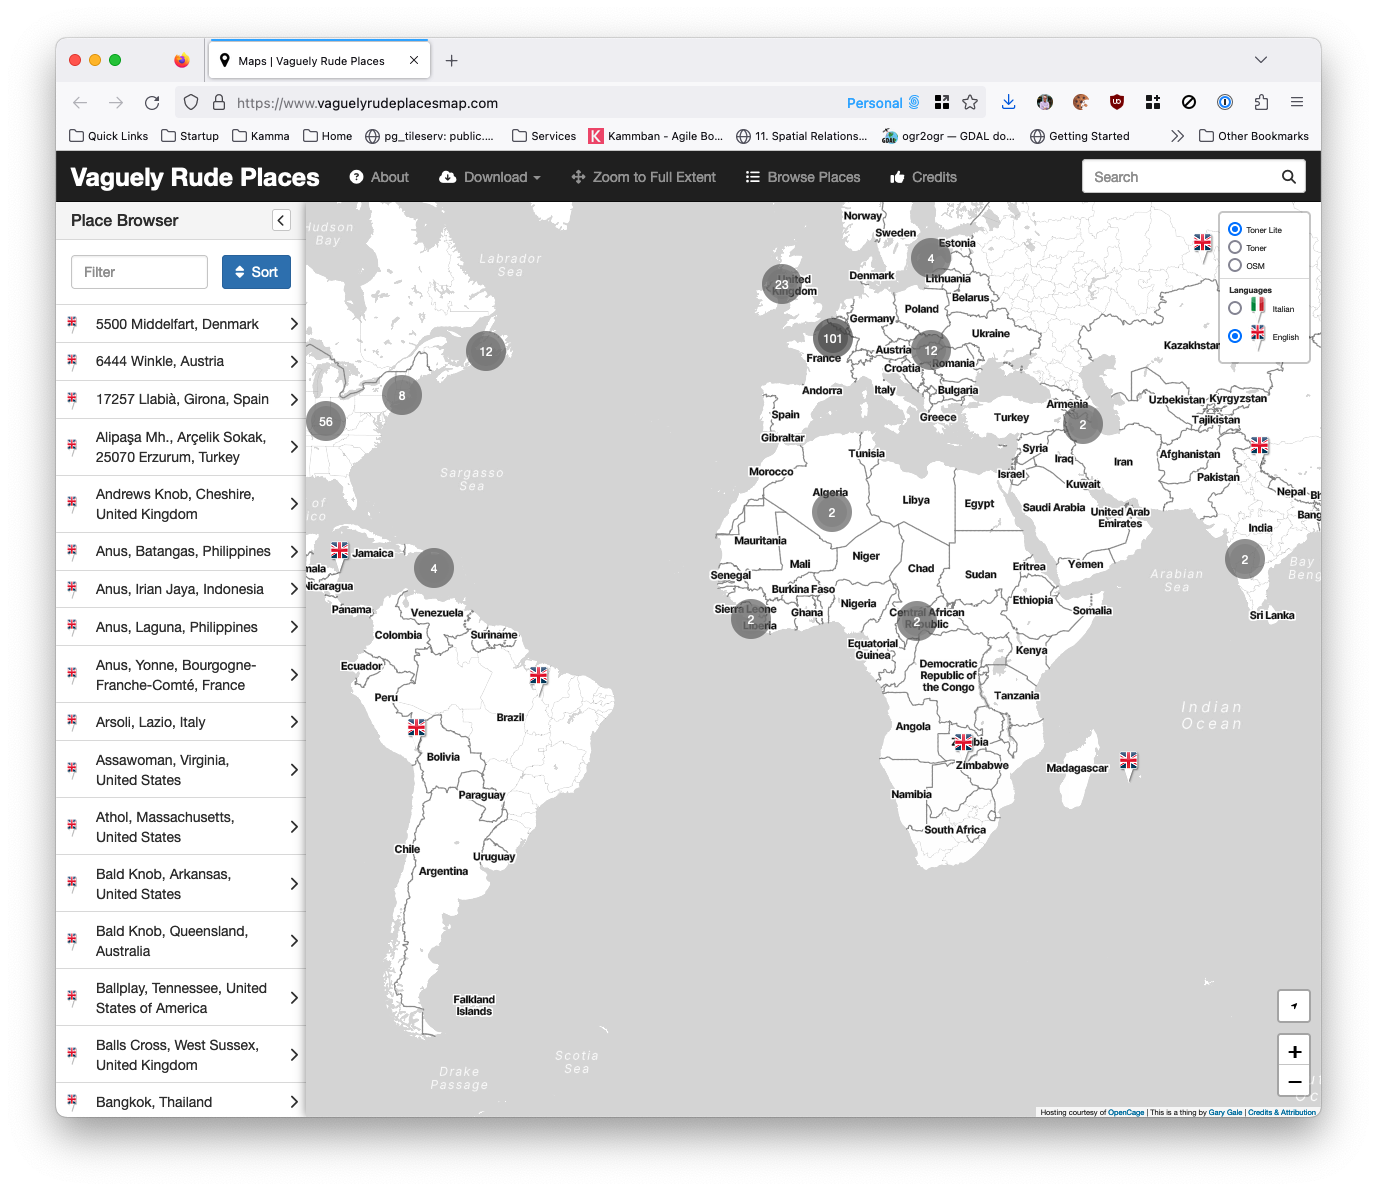 Maps | Vaguely Rude Places
https://www.vaguelyrudeplacesmap.com
Personal
Quick Links
Startup
Kamma
Home
pg_tileserv: public....
Services
Kammban - Agile Bo...
11. Spatial Relations...
ogr2ogr — GDAL do...
Getting Started
Other Bookmarks
Vaguely Rude Places
About
Download
Zoom to Full Extent
Browse Places
Credits
Search
Place Browser
Filter
Sort
5500 Middelfart, Denmark
6444 Winkle, Austria
17257 Llabià, Girona, Spain
Alipaşa Mh., Arçelik Sokak,
25070 Erzurum, Turkey
Andrews Knob, Cheshire,
United Kingdom
Anus, Batangas, Philippines
Anus, Irian Jaya, Indonesia
Anus, Laguna, Philippines
Anus, Yonne, Bourgogne-
Franche-Comté, France
Arsoli, Lazio, Italy
Assawoman, Virginia,
United States
Athol, Massachusetts,
United States
Bald Knob, Arkansas,
United States
Bald Knob, Queensland,
Australia
Ballplay, Tennessee, United
States of America
Balls Cross, West Sussex,
United Kingdom
Bangkok, Thailand
Hudson
Bay
Labrador
Sea
Norway
Sweden
Estonia
4
Lithuania
Denmark
United
Kingdom
23
Belarus
Poland
Germany
101
Ukraine
France
Austria
12
Romania
Croatia
Kazakhstan
12
8
56
Andorra
Italy
Bulgaria
Spain
Greece
Turkey
Gibraltar
Armenia
2
Uzbekistan
Kyrgyzstan
Tajikistan
Tunisia
Syria
Iraq
Iran
Afghanistan
Morocco
Israel
Kuwait
Pakistan
Sargasso
Sea
Algeria
2
Libya
Egypt
Saudi Arabia
United Arab
Emirates
Nepal
India
Mauritania
Mali
Niger
Chad
Sudan
Eritrea
Yemen
2
Arabian
Sea
Bay
Beng
Jamaica
4
Nicaragua
Panama
Senegal
Burkina Faso
Sierra Leone
2
Liberia
Ghana
Nigeria
Central African
Republic
2
Ethiopia
Somalia
Sri Lanka
Venezuela
Colombia
Suriname
Equatorial
Guinea
Kenya
Ecuador
Democratic
Republic of
the Congo
Tanzania
Peru
Brazil
Angola
Indian
Ocean
Bolivia
Zimbabwe
Madagascar
Paraguay
Namibia
South Africa
Chile
Uruguay
Argentina
Falkland
Islands
Scotia
Sea
Drake
Passage
Toner Lite
Toner
OSM
Languages
Italian
English
+
−
Hosting courtesy of OpenCage | This is a thing by Gary Gale | Credits & Attribution